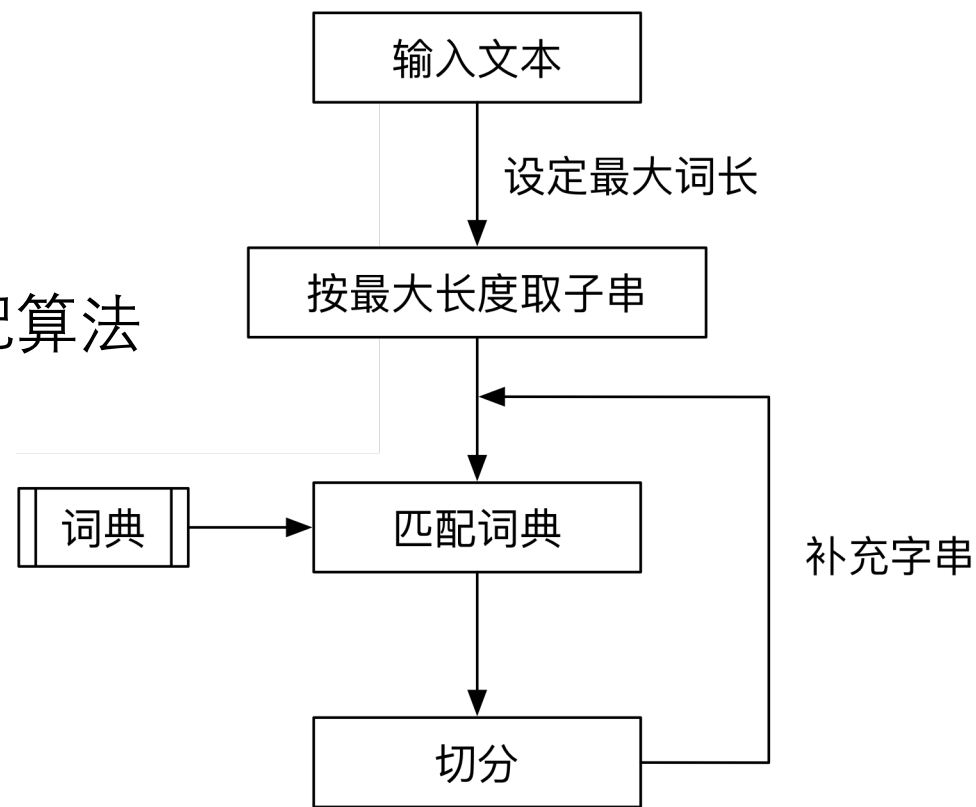 输入文本
设定最大词长
按最大长度取子串
算法
词典
匹配词典
补充字串
切分